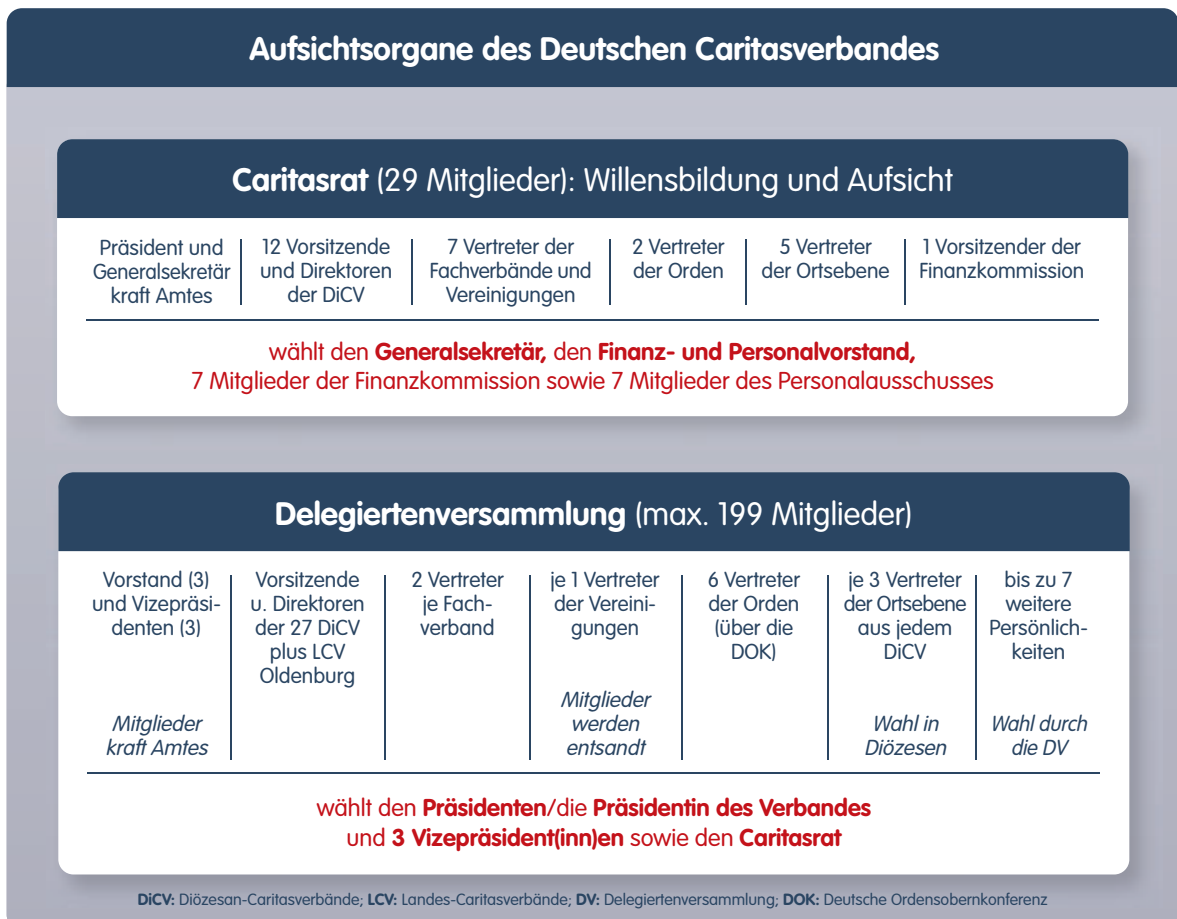 Aufsichtsorgane des Deutschen Caritasverbandes
Caritasrat (29 Mitglieder): Willensbildung und Aufsicht
Präsident und
Generalsekretär
kraft Amtes
12 Vorsitzende
und Direktoren
der DiCV
7 Vertreter der
Fachverbände und
Vereinigungen
2 Vertreter
der Orden
5 Vertreter
der Ortsebene
1 Vorsitzender der
Finanzkommission
wählt den Generalsekretär, den Finanz- und Personalvorstand,
7 Mitglieder der Finanzkommission sowie 7 Mitglieder des Personalausschusses
Delegiertenversammlung (max. 199 Mitglieder)
Vorstand (3)
und Vizepräsi-
denten (3)
Mitglieder
kraft Amtes
Vorsitzende
u. Direktoren
der 27 DiCV
plus LCV
Oldenburg
2 Vertreter
je Fach-
verband
je 1 Vertreter
der Vereini-
gungen
Mitglieder
werden
entsandt
6 Vertreter
der Orden
(über die
DOK)
je 3 Vertreter
der Ortsebene
aus jedem
DiCV
Wahl in
Diözesen
bis zu 7
weitere
Persönlich-
keiten
Wahl durch
die DV
wählt den Präsidenten/die Präsidentin des Verbandes
und 3 Vizepräsident(inn)en sowie den Caritasrat
DiCV: Diözesan-Caritasverbände; LCV: Landes-Caritasverbände; DV: Delegiertenversammlung; DOK: Deutsche Ordensobernkonferenz